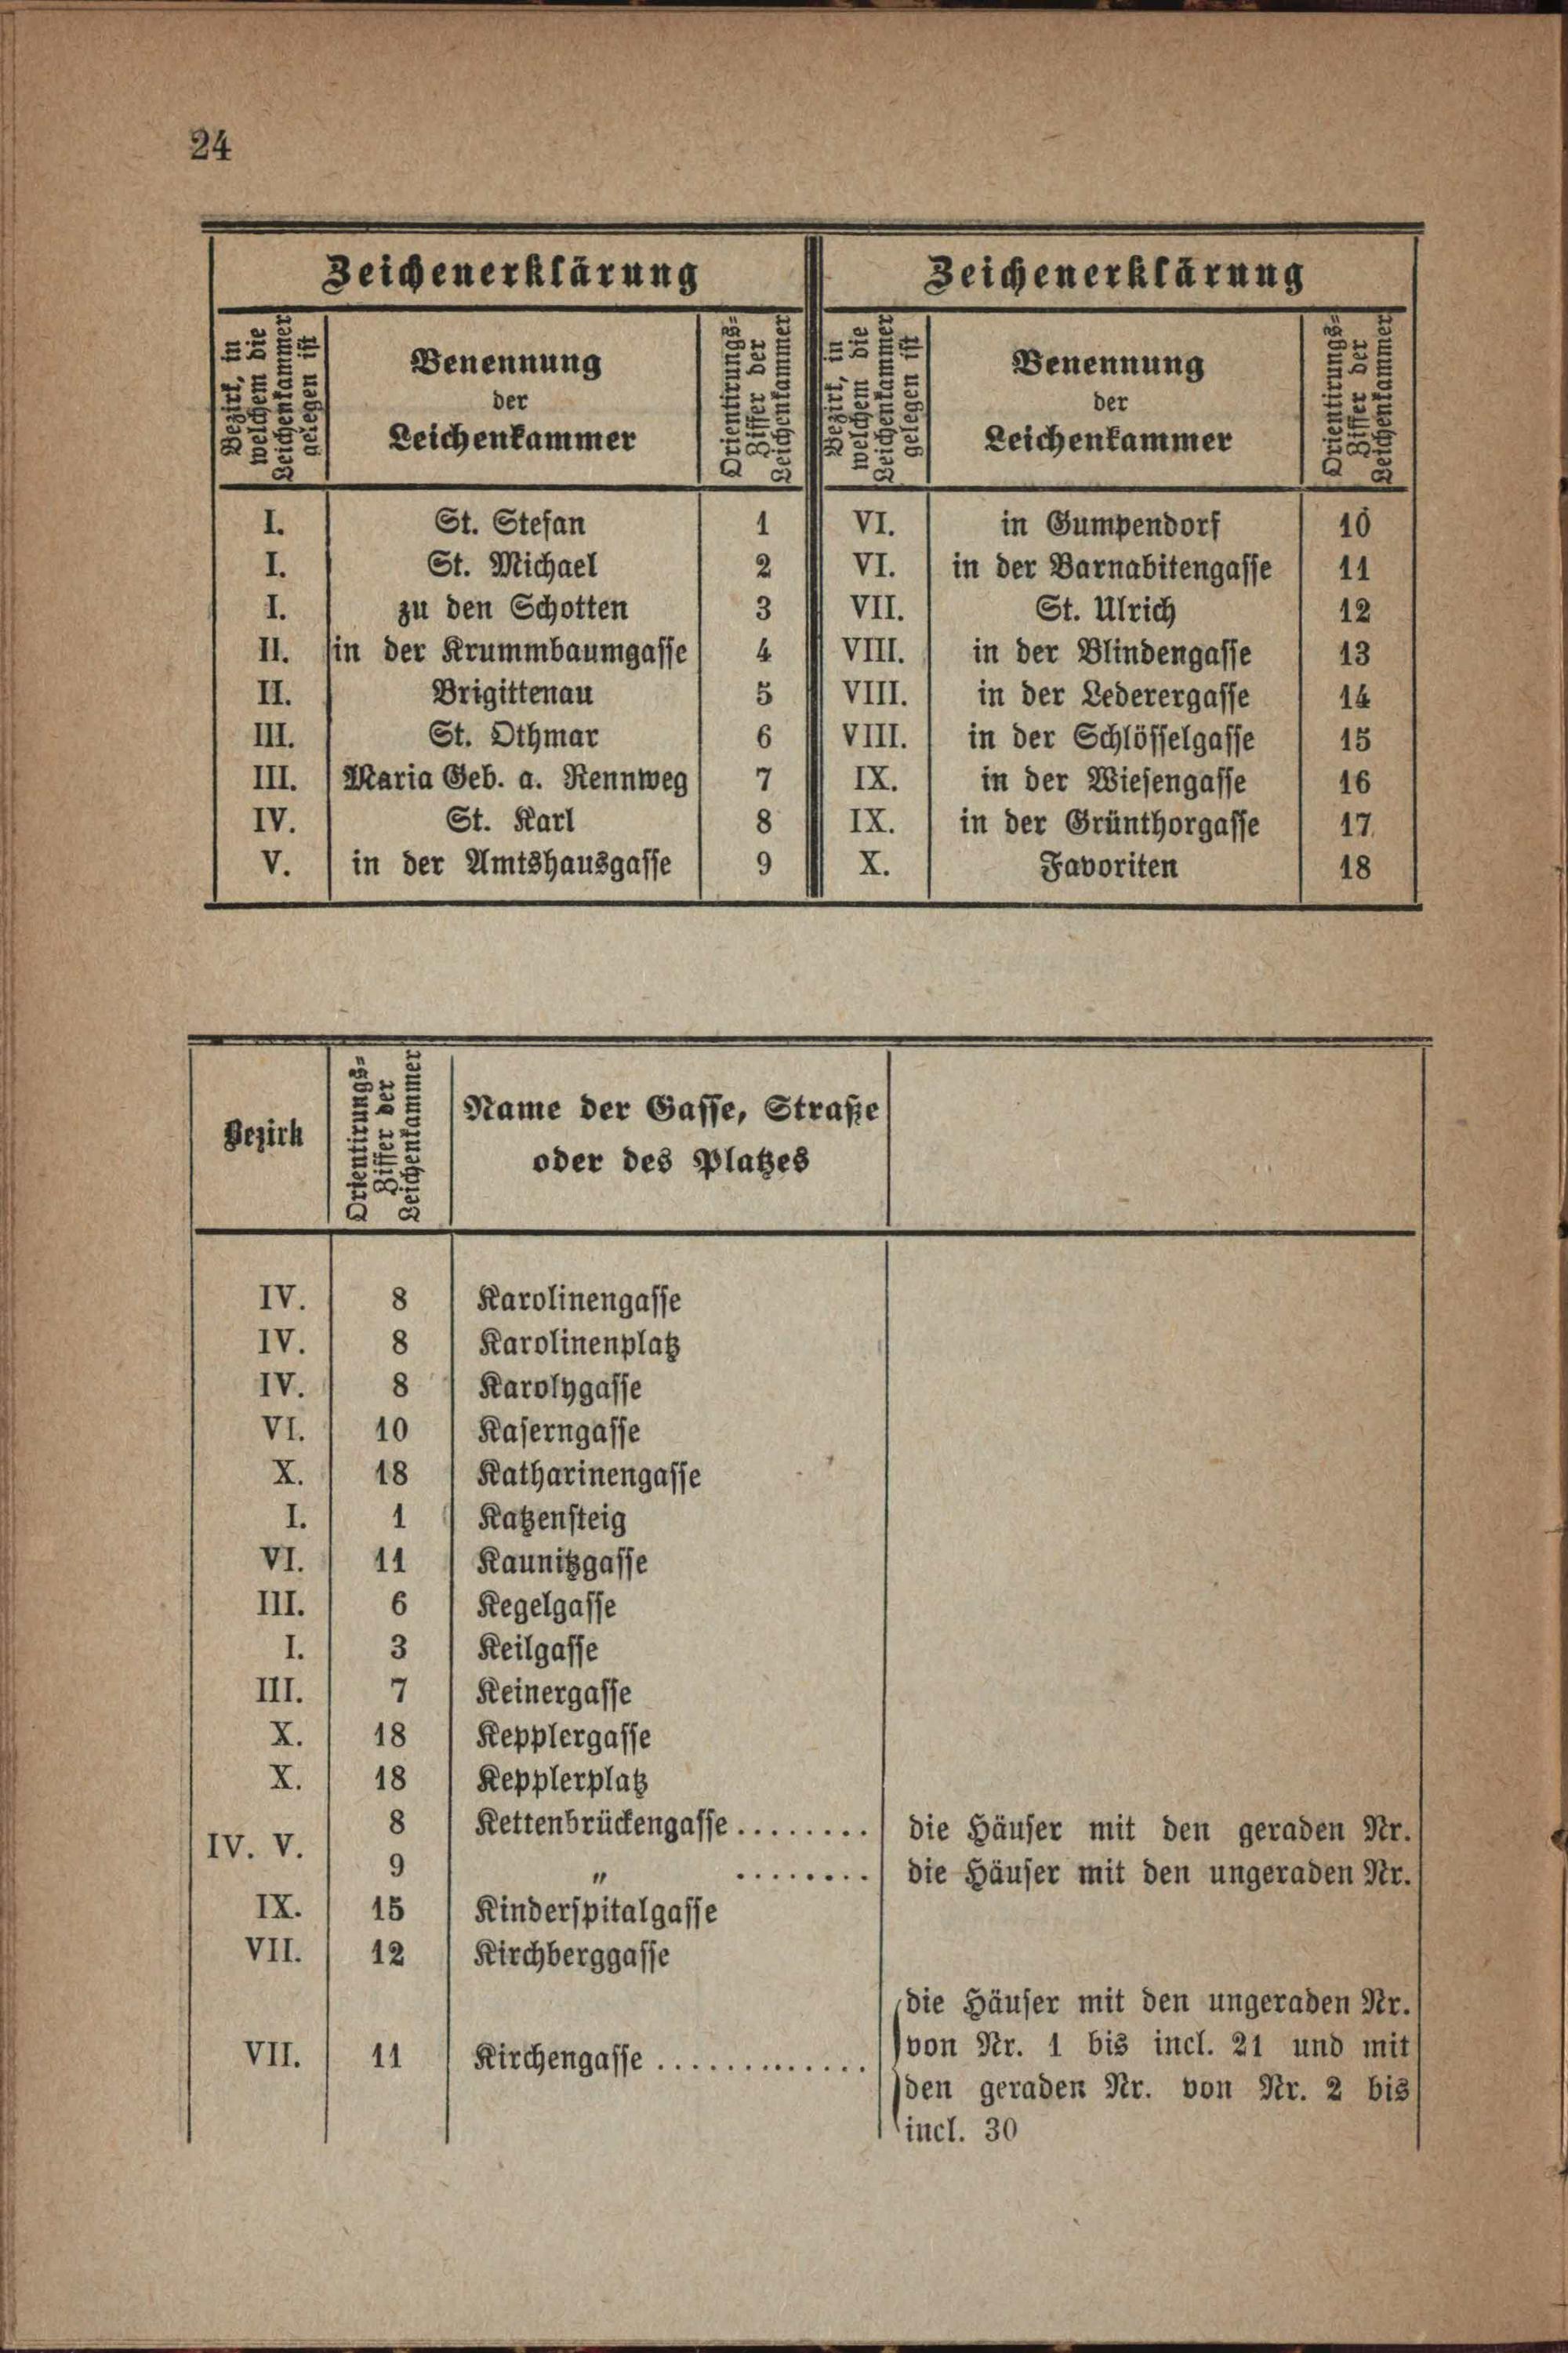 24
Zeichenerklärung
Bezirk, in
welchem die
Leichenkammer
gelegen ist
Benennung
der
Leichenkammer
Orientirungs-
Ziffer der
Leichenkammer
I. St. Stefan 1
I. St. Michael 2
I. zu den Schotten 3
II. in der Krummbaumgasse 4
II. Brigittenau 5
III. St. Othmar 6
III. Maria Geb. a. Rennweg 7
IV. St. Karl 8
V. in der Amtshausgasse 9
Zeichenerklärung
Bezirk, in
welchem die
Leichenkammer
gelegen ist
Benennung
der
Leichenkammer
Orientirungs-
Ziffer der
Leichenkammer
VI. in Gumpendorf 10
VI. in der Barnabitengasse 11
VII. St. Ulrich 12
VIII. in der Blindengasse 13
VIII. in der Lederergasse 14
VIII. in der Schlösselgasse 15
IX. in der Wiesengasse 16
IX. in der Grünthorgasse 17
X. Favoriten 18
Bezirk
Orientirungs-
Ziffer der
Leichenkammer
Name der Gasse, Straße
oder des Platzes
IV. 8 Karolinengasse
IV. 8 Karolinenplatz
IV. 8 Karolygasse
VI. 10 Kaserngasse
X. 18 Katharinengasse
I. 1 Katzensteig
VI. 11 Kaunitzgasse
III. 6 Kegelgasse
I. 3 Keilgasse
III. 7 Keinergasse
X. 18 Kepplergasse
X. 18 Kepplerplatz
IV. V. 8 Kettenbrückengasse ........ die Häuser mit den geraden Nr.
9 " ........ die Häuser mit den ungeraden Nr.
IX. 15 Kinderspitalgasse
VII. 12 Kirchberggasse
VII. 11 Kirchengasse .............
die Häuser mit den ungeraden Nr.
von Nr. 1 bis incl. 21 und mit
den geraden Nr. von Nr. 2 bis
incl. 30